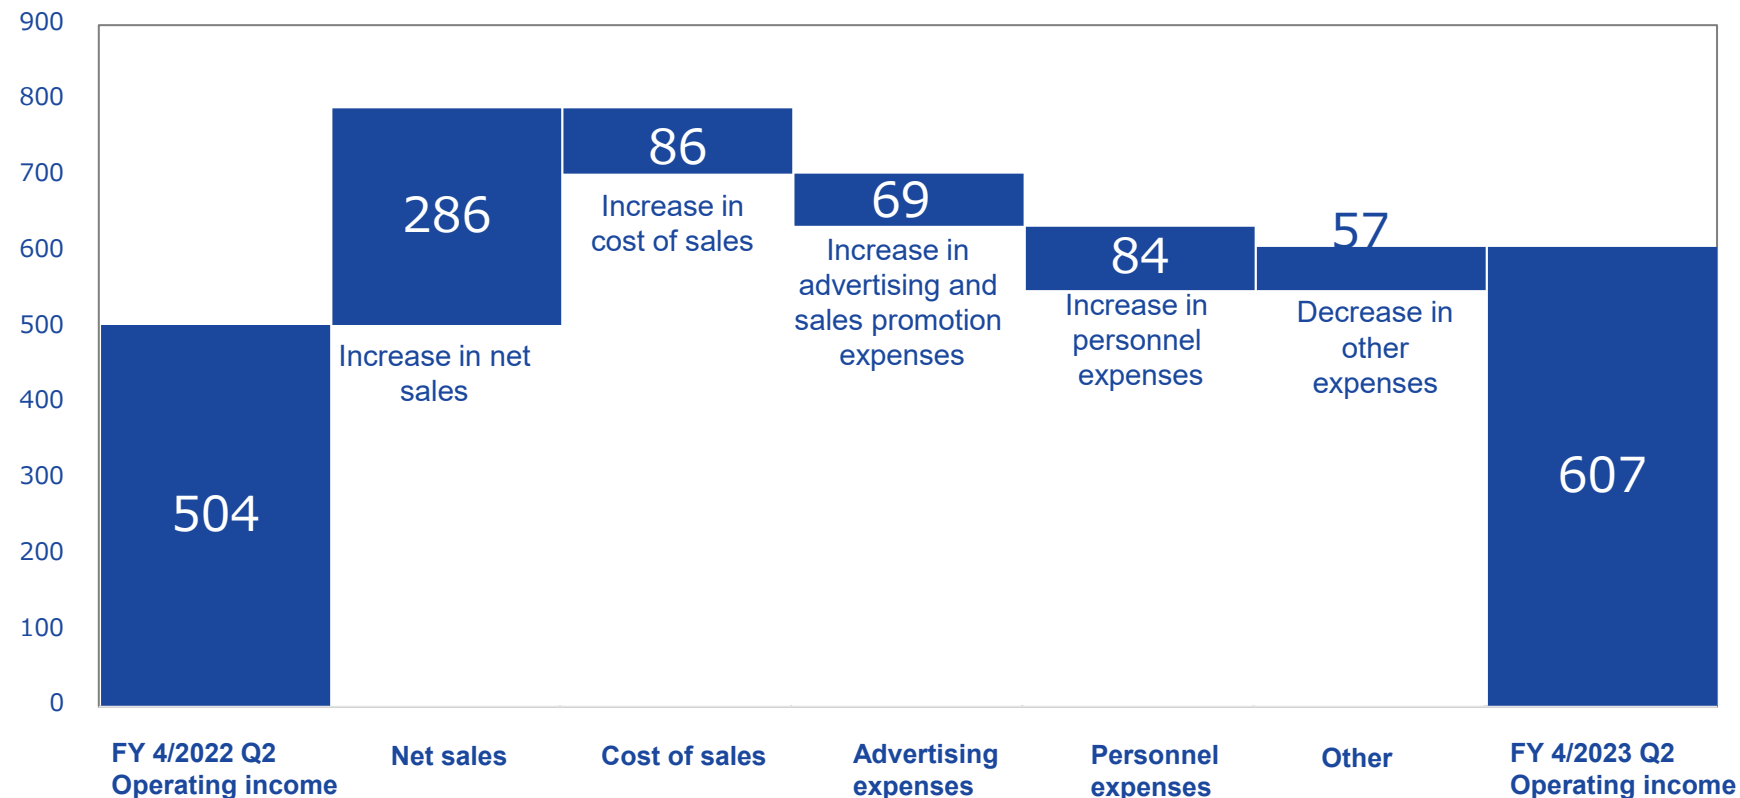 900
800
700
600
500
400
300
200
100
0
504
286
Increase in net
sales
86
Increase in
cost of sales
69
Increase in
advertising and
sales promotion
expenses
84
Increase in
personnel
expenses
57
Decrease in
other
expenses
607
FY 4/2022 Q2
Operating income
Net sales
Cost of sales
Advertising
expenses
Personnel
expenses
Other
FY 4/2023 Q2
Operating income